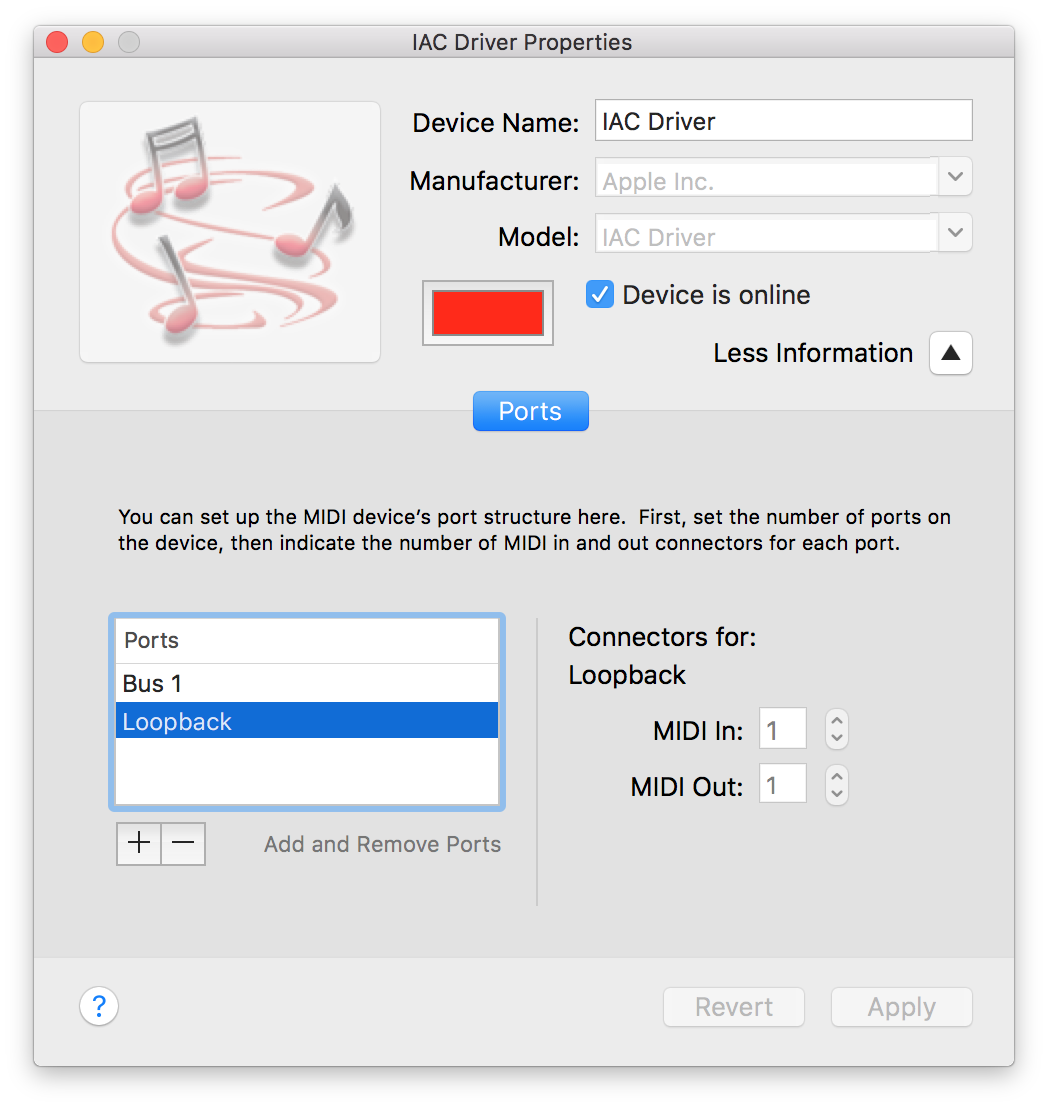 IAC Driver Properties
Device Name: IAC Driver
Manufacturer: Apple Inc.
Model: IAC Driver
Device is online
Less Information
Ports
You can set up the MIDI device’s port structure here.  First, set the number of ports on
the device, then indicate the number of MIDI in and out connectors for each port.
Ports
Bus 1
Loopback
Add and Remove Ports
Connectors for:
Loopback
MIDI In: 1
MIDI Out: 1
?
Revert
Apply